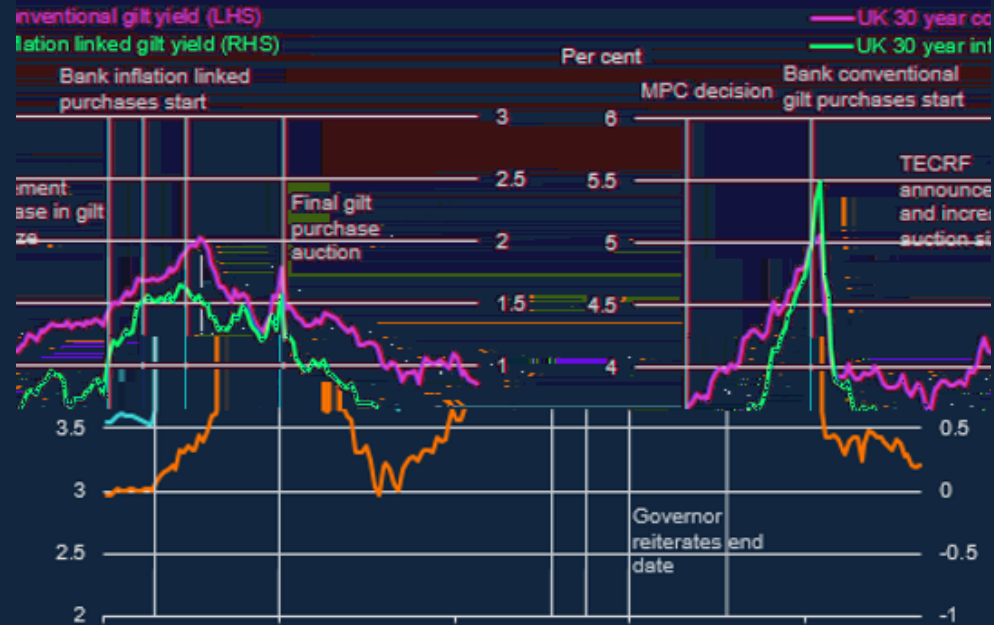 nventional gilt yield (LHS)
lation linked gilt yield (RHS)
UK 30 year co
UK 30 year inf
Per cent
Bank inflation linked
purchases start
MPC decision
Bank conventional
gilt purchases start
3
6
TECRF
announce
and incre
auction si
ement
ase in gilt
ze
2.5
5.5
Final gilt
purchase
auction
2
5
1.5
4.5
1
4
3.5
0.5
3
0
Governor
reiterates end
date
2.5
-0.5
2
-1